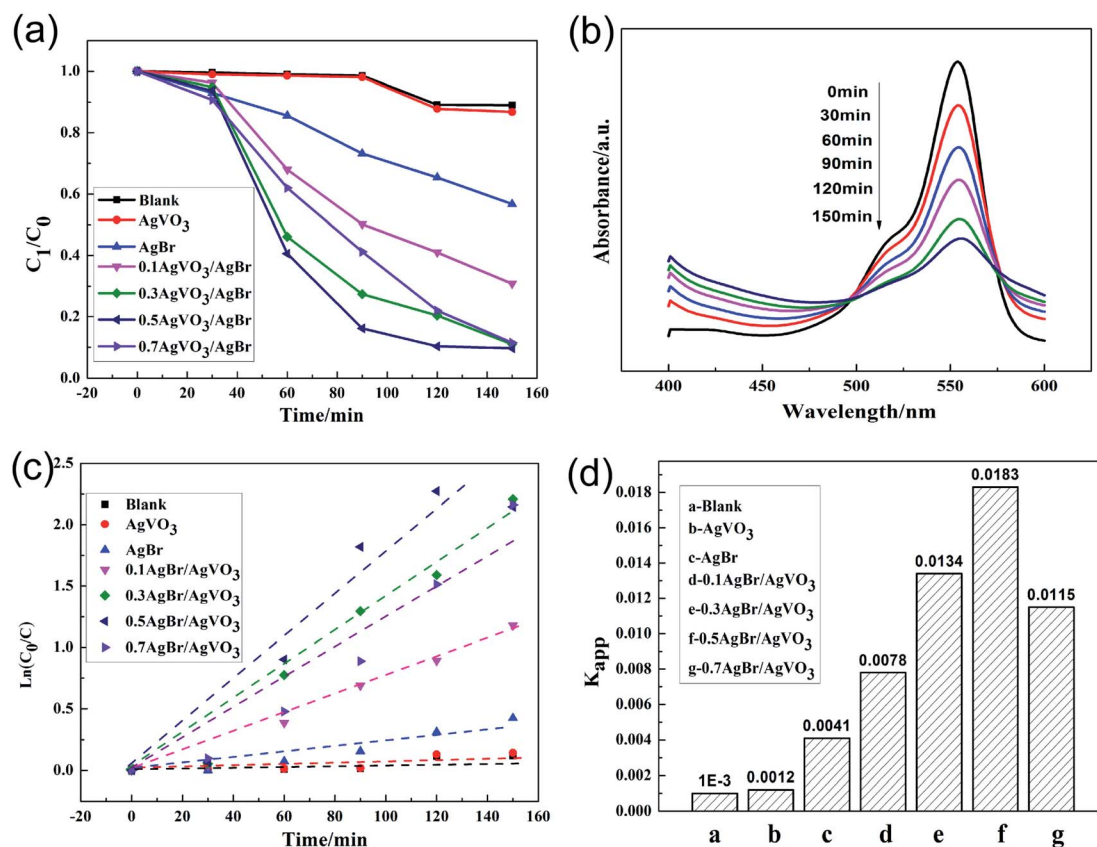 (a)
1.0
0.8
0.6
0.4
0.2
0.0
C1/C0
Blank
AgVO3
AgBr
0.1AgVO3/AgBr
0.3AgVO3/AgBr
0.5AgVO3/AgBr
0.7AgVO3/AgBr
-20 0 20 40 60 80 100 120 140 160
Time/min
(b)
Absorbance/a.u.
0min
30min
60min
90min
120min
150min
400 450 500 550 600
Wavelength/nm
(c)
2.5
2.0
1.5
1.0
0.5
0.0
Ln(C0/C)
Blank
AgVO3
AgBr
0.1AgBr/AgVO3
0.3AgBr/AgVO3
0.5AgBr/AgVO3
0.7AgBr/AgVO3
0 20 40 60 80 100 120 140 160
Time/min
(d)
0.018
0.016
0.014
0.012
0.010
0.008
0.006
0.004
0.002
0.000
Kapp
a-Blank
b-AgVO3
c-AgBr
d-0.1AgBr/AgVO3
e-0.3AgBr/AgVO3
f-0.5AgBr/AgVO3
g-0.7AgBr/AgVO3
1E-3
0.0012
0.0041
0.0078
0.0134
0.0183
0.0115
a b c d e f g